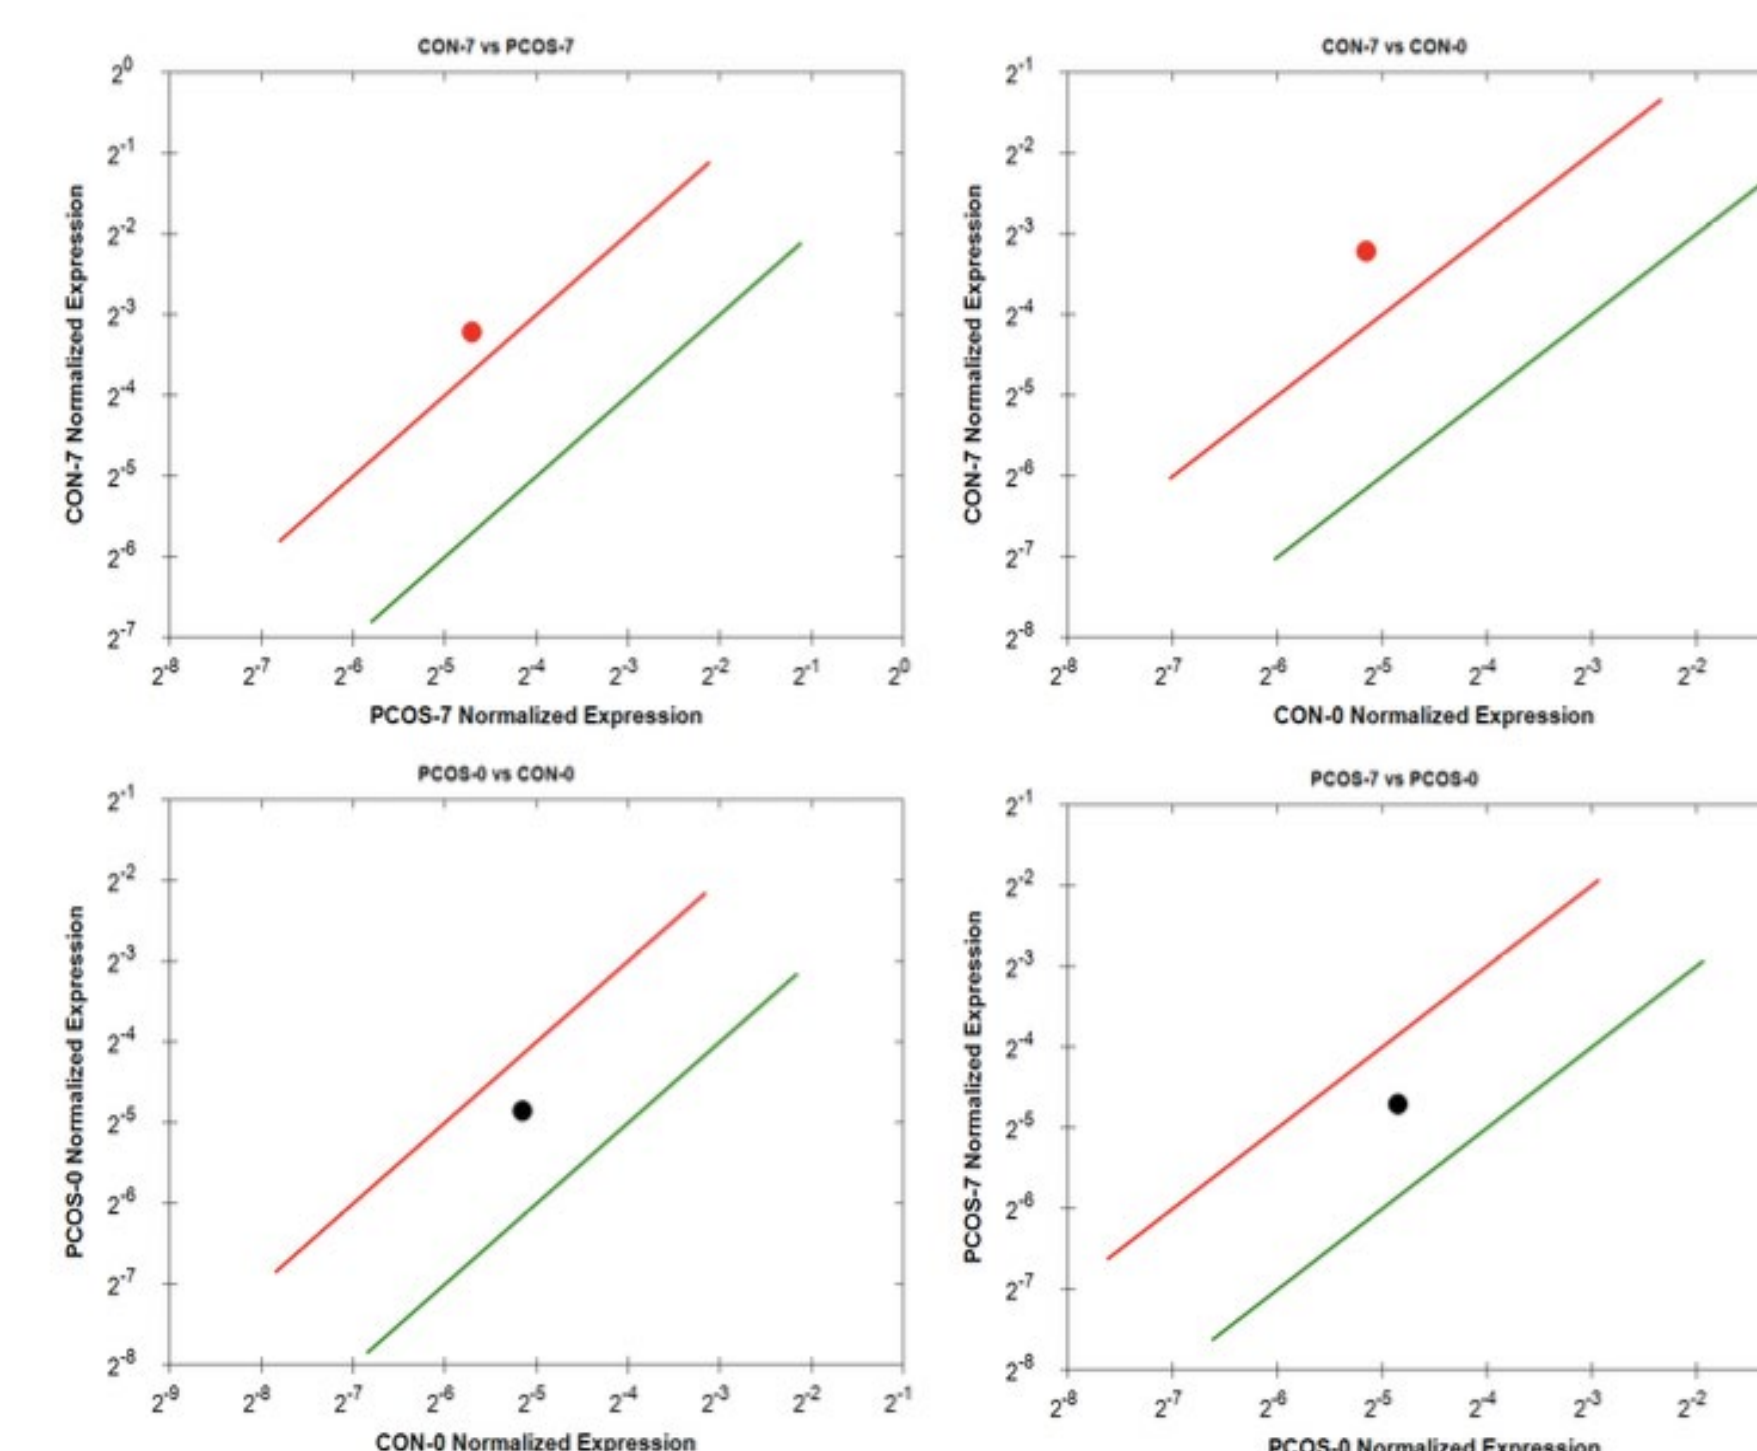 CON-7 vs PCOS-7
2^0
2^-1
2^-2
2^-3
2^-4
2^-5
2^-6
2^-7
CON-7 Normalized Expression
2^-8 2^-7 2^-6 2^-5 2^-4 2^-3 2^-2 2^-1 2^0
PCOS-7 Normalized Expression
CON-7 vs CON-0
2^-1
2^-2
2^-3
2^-4
2^-5
2^-6
2^-7
2^-8
CON-7 Normalized Expression
2^-8 2^-7 2^-6 2^-5 2^-4 2^-3 2^-2
CON-0 Normalized Expression
PCOS-0 vs CON-0
2^-1
2^-2
2^-3
2^-4
2^-5
2^-6
2^-7
2^-8
PCOS-0 Normalized Expression
2^-9 2^-8 2^-7 2^-6 2^-5 2^-4 2^-3 2^-2 2^-1
CON-0 Normalized Expression
PCOS-7 vs PCOS-0
2^-1
2^-2
2^-3
2^-4
2^-5
2^-6
2^-7
2^-8
PCOS-7 Normalized Expression
2^-8 2^-7 2^-6 2^-5 2^-4 2^-3 2^-2
PCOS-0 Normalized Expression